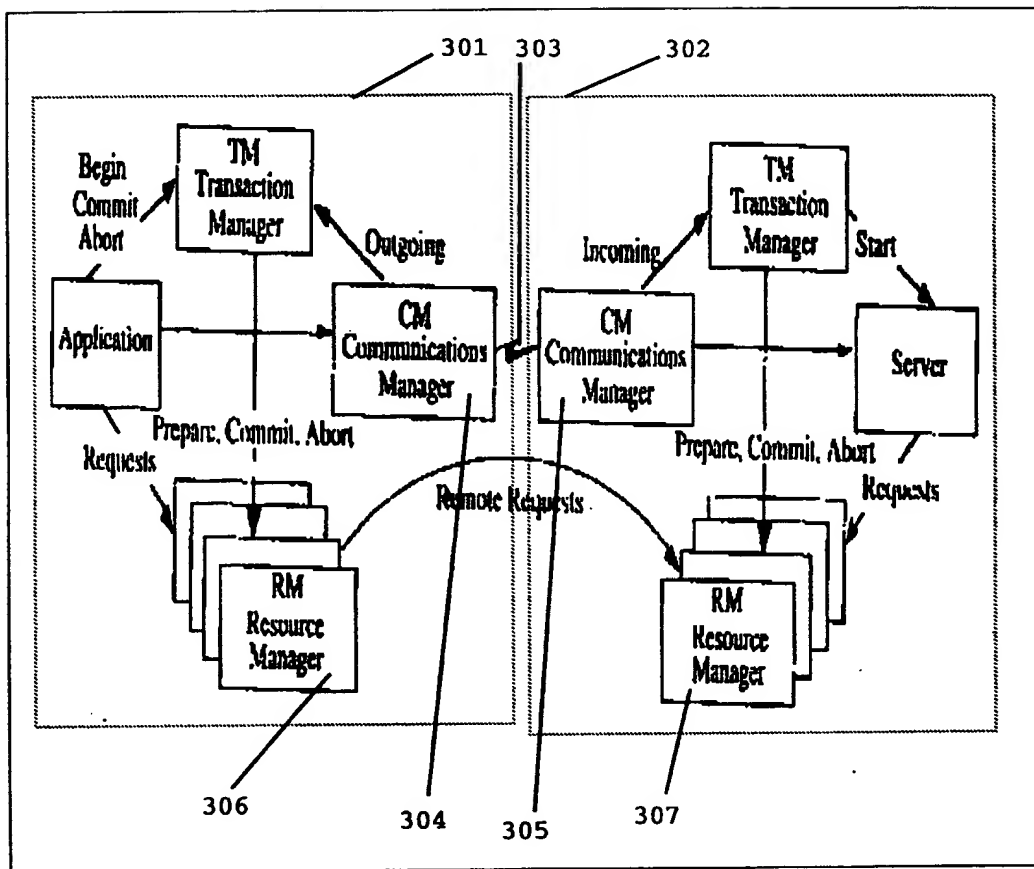 301 303 302
TM
Transaction
Manager
Begin
Commit
Abort
Outgoing
Application
CM
Communications
Manager
Prepare, Commit, Abort
Requests
RM
Resource
Manager
Remote Requests
TM
Transaction
Manager
Incoming
Start
CM
Communications
Manager
Server
Prepare, Commit, Abort
Requests
RM
Resource
Manager
306 304 305 307